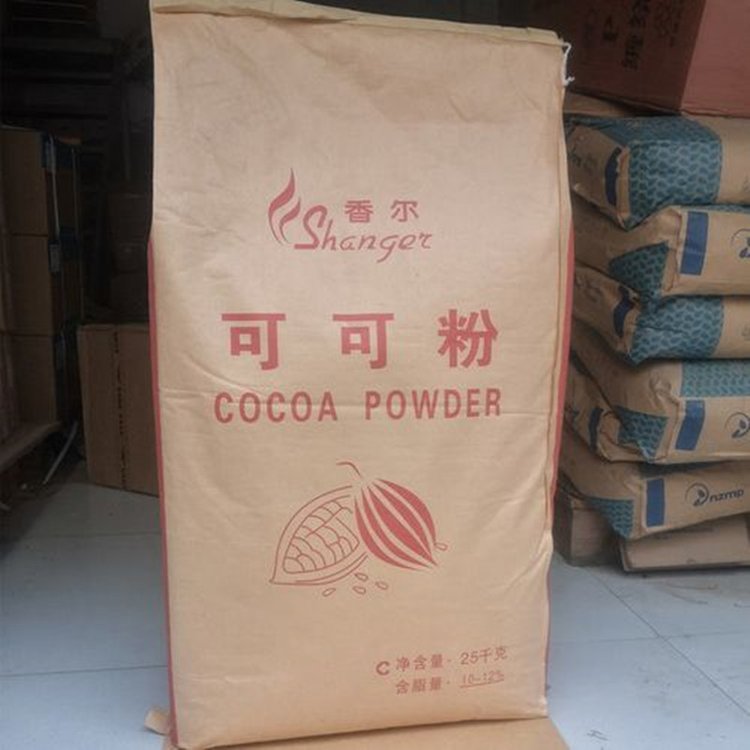 香尔
Shanger
可可粉
COCOA POWDER
C净含量·25千克
含脂量·10-12%
nzmp